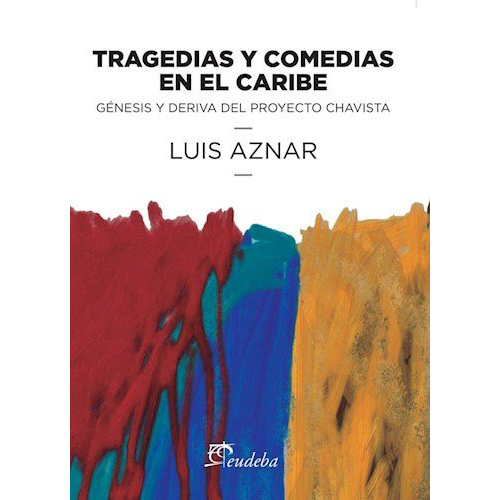 TRAGEDIAS Y COMEDIAS
EN EL CARIBE
GÉNESIS Y DERIVA DEL PROYECTO CHAVISTA
LUIS AZNAR
eudeba